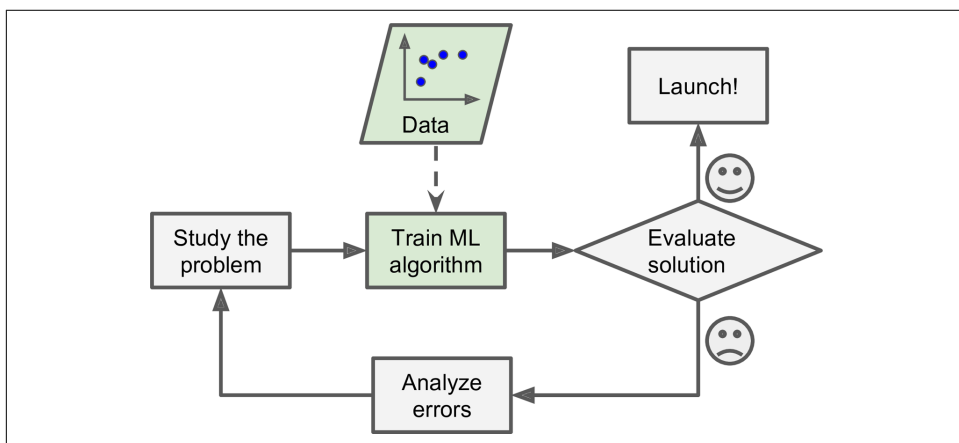 Data
Launch!
Study the
problem
Train ML
algorithm
Evaluate
solution
Analyze
errors